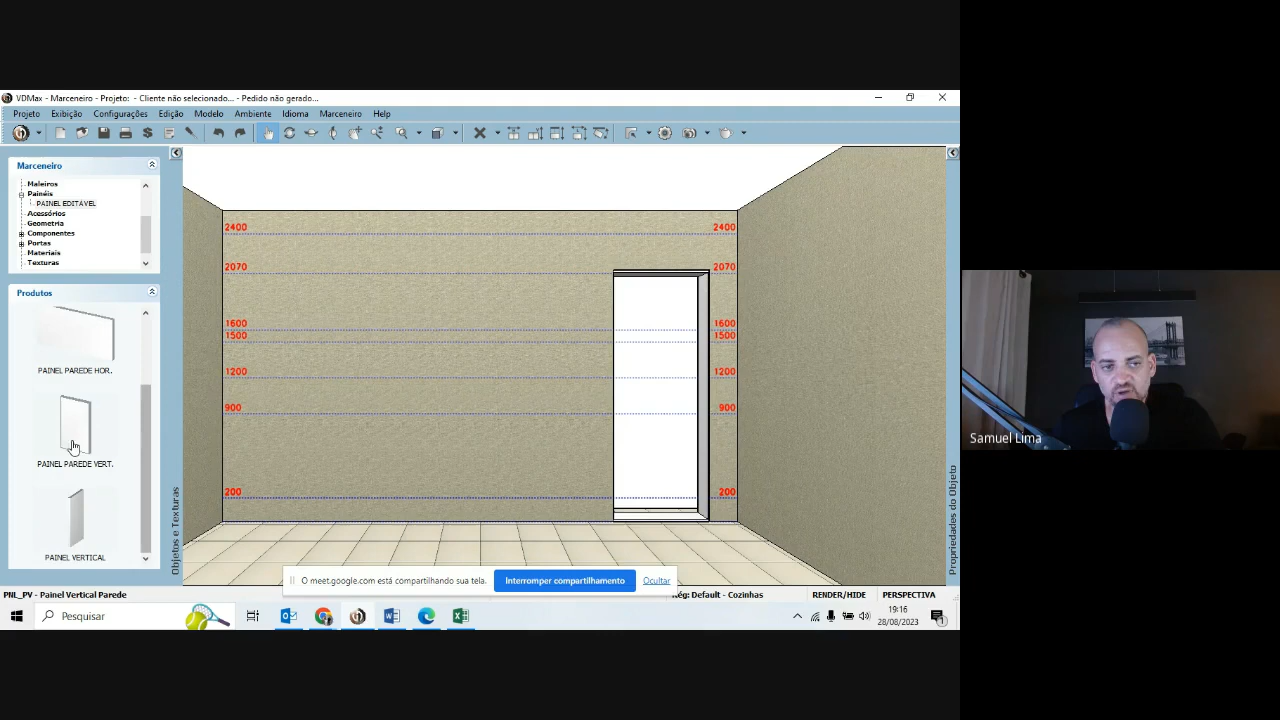 VDMax - Marceneiro - Projeto: - Cliente não selecionado... - Pedido não gerado...
Projeto Exibição Configurações Edição Modelo Ambiente Idioma Marceneiro Help
Marceneiro
Maleiros
Painéis
PAINEL EDITÁVEL
Acessórios
Geometria
Componentes
Portas
Materiais
Texturas
Produtos
PAINEL PAREDE HOR.
PAINEL PAREDE VERT.
PAINEL VERTICAL
Objetos e Texturas
2400 2400
2070 2070
1600 1600
1500 1500
1200 1200
900 900
200 200
Propriedades do Objeto
Samuel Lima
O meet.google.com está compartilhando sua tela. Interromper compartilhamento Ocultar
PNL_PV - Painel Vertical Parede
Default - Cozinhas RENDER/HIDE PERSPECTIVA
Pesquisar
19:16
28/08/2023
1